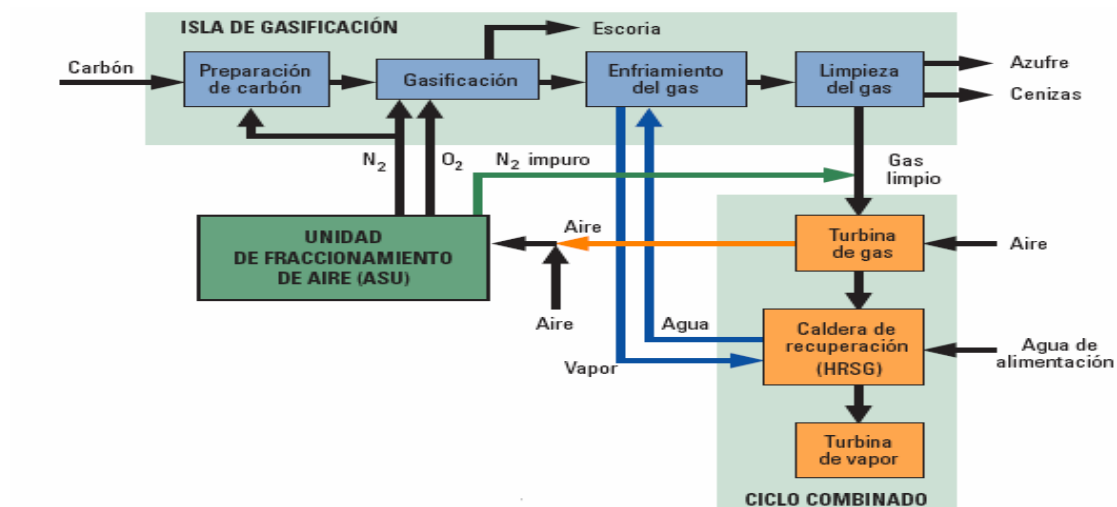 ISLA DE GASIFICACIÓN
Escoria
Carbón
Preparación
de carbón
Gasificación
Enfriamiento
del gas
Limpieza
del gas
Azufre
Cenizas
N2
O2
N2 impuro
Gas
limpio
UNIDAD
DE FRACCIONAMIENTO
DE AIRE (ASU)
Aire
Turbina
de gas
Aire
Aire
Agua
Vapor
Caldera de
recuperación
(HRSG)
Agua de
alimentación
Turbina
de vapor
CICLO COMBINADO